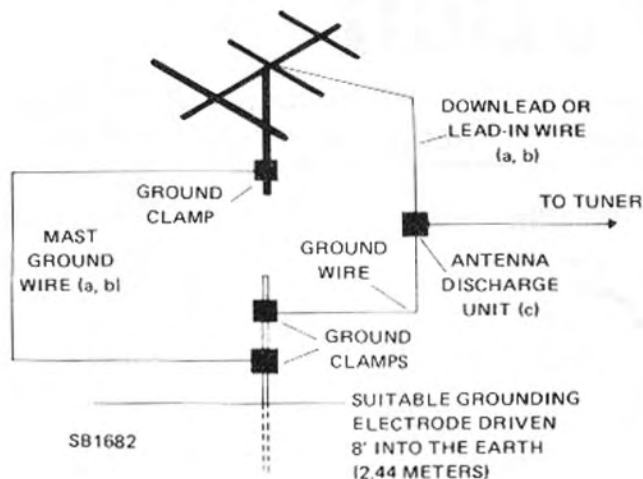 DOWNLEAD OR
LEAD-IN WIRE
(a, b)
GROUND
CLAMP
TO TUNER
MAST
GROUND
WIRE (a, b)
GROUND
WIRE
ANTENNA
DISCHARGE
UNIT (c)
GROUND
CLAMPS
SUITABLE GROUNDING
ELECTRODE DRIVEN
8' INTO THE EARTH
(2.44 METERS)
SB1682